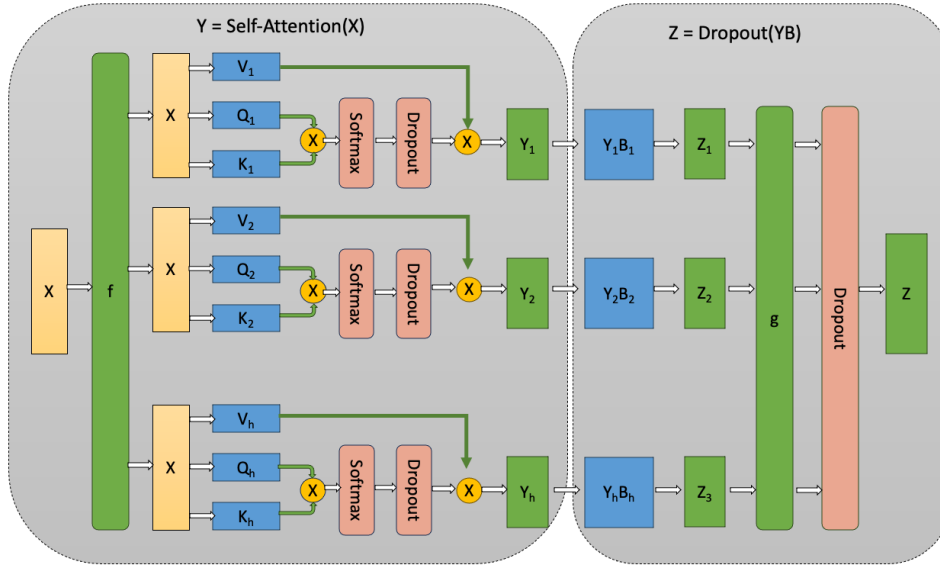 Y = Self-Attention(X)
Z = Dropout(YB)
X
f
X
V₁
Q₁
K₁
X
Softmax
Dropout
X
Y₁
Y₁B₁
Z₁
X
V₂
Q₂
K₂
X
Softmax
Dropout
X
Y₂
Y₂B₂
Z₂
X
Vₕ
Qₕ
Kₕ
X
Softmax
Dropout
X
Yₕ
YₕBₕ
Z₃
g
Dropout
Z